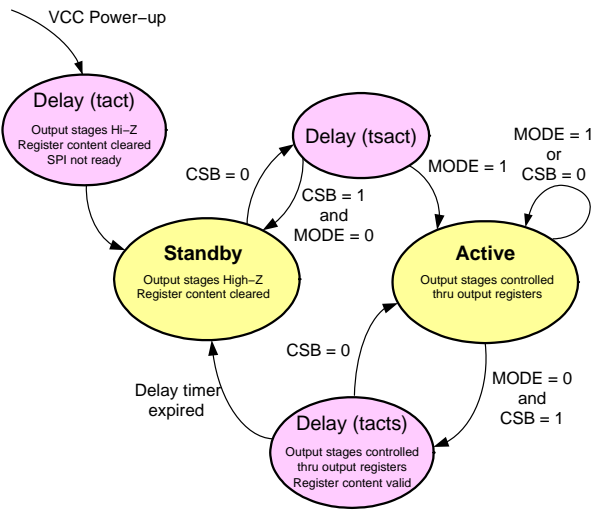 VCC Power-up
Delay (tact)
Output stages Hi-Z
Register content cleared
SPI not ready
Delay (tsact)
CSB = 0
CSB = 1
and
MODE = 0
MODE = 1
MODE = 1
or
CSB = 0
Standby
Output stages High-Z
Register content cleared
Active
Output stages controlled
thru output registers
CSB = 0
Delay timer
expired
MODE = 0
and
CSB = 1
Delay (tacts)
Output stages controlled
thru output registers
Register content valid